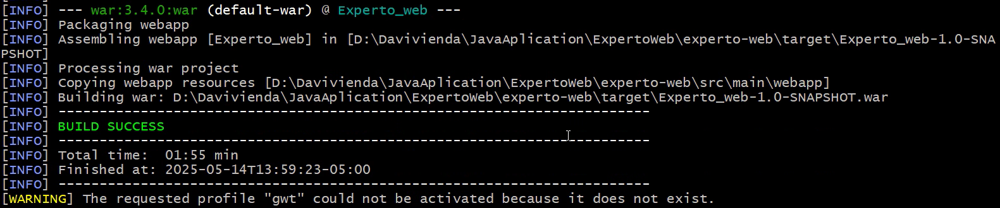 [INFO] --- war:3.4.0:war (default-war) @ Experto_web ---
[INFO] Packaging webapp
[INFO] Assembling webapp [Experto_web] in [D:\Davivienda\JavaAplication\ExpertoWeb\experto-web\target\Experto_web-1.0-SNA
PSHOT]
[INFO] Processing war project
[INFO] Copying webapp resources [D:\Davivienda\JavaAplication\ExpertoWeb\experto-web\src\main\webapp]
[INFO] Building war: D:\Davivienda\JavaAplication\ExpertoWeb\experto-web\target\Experto_web-1.0-SNAPSHOT.war
[INFO] ------------------------------------------------------------------------
[INFO] BUILD SUCCESS
[INFO] ------------------------------------------------------------------------
[INFO] Total time:  01:55 min
[INFO] Finished at: 2025-05-14T13:59:23-05:00
[INFO] ------------------------------------------------------------------------
[WARNING] The requested profile "gwt" could not be activated because it does not exist.